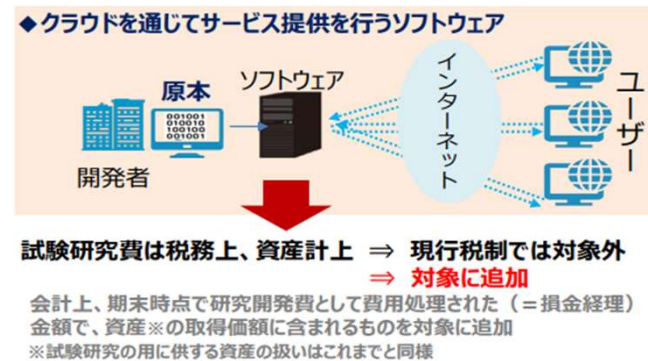 ◆クラウドを通じてサービス提供を行うソフトウェア
原本
ソフトウェア
001001
010010
100100
001001
開発者
インターネット
ユーザー
試験研究費は税務上、資産計上 ⇒ 現行税制では対象外
⇒ 対象に追加
会計上、期末時点で研究開発費として費用処理された（＝損金経理）
金額で、資産※の取得価額に含まれるものを対象に追加
※試験研究の用に供する資産の扱いはこれまでと同様